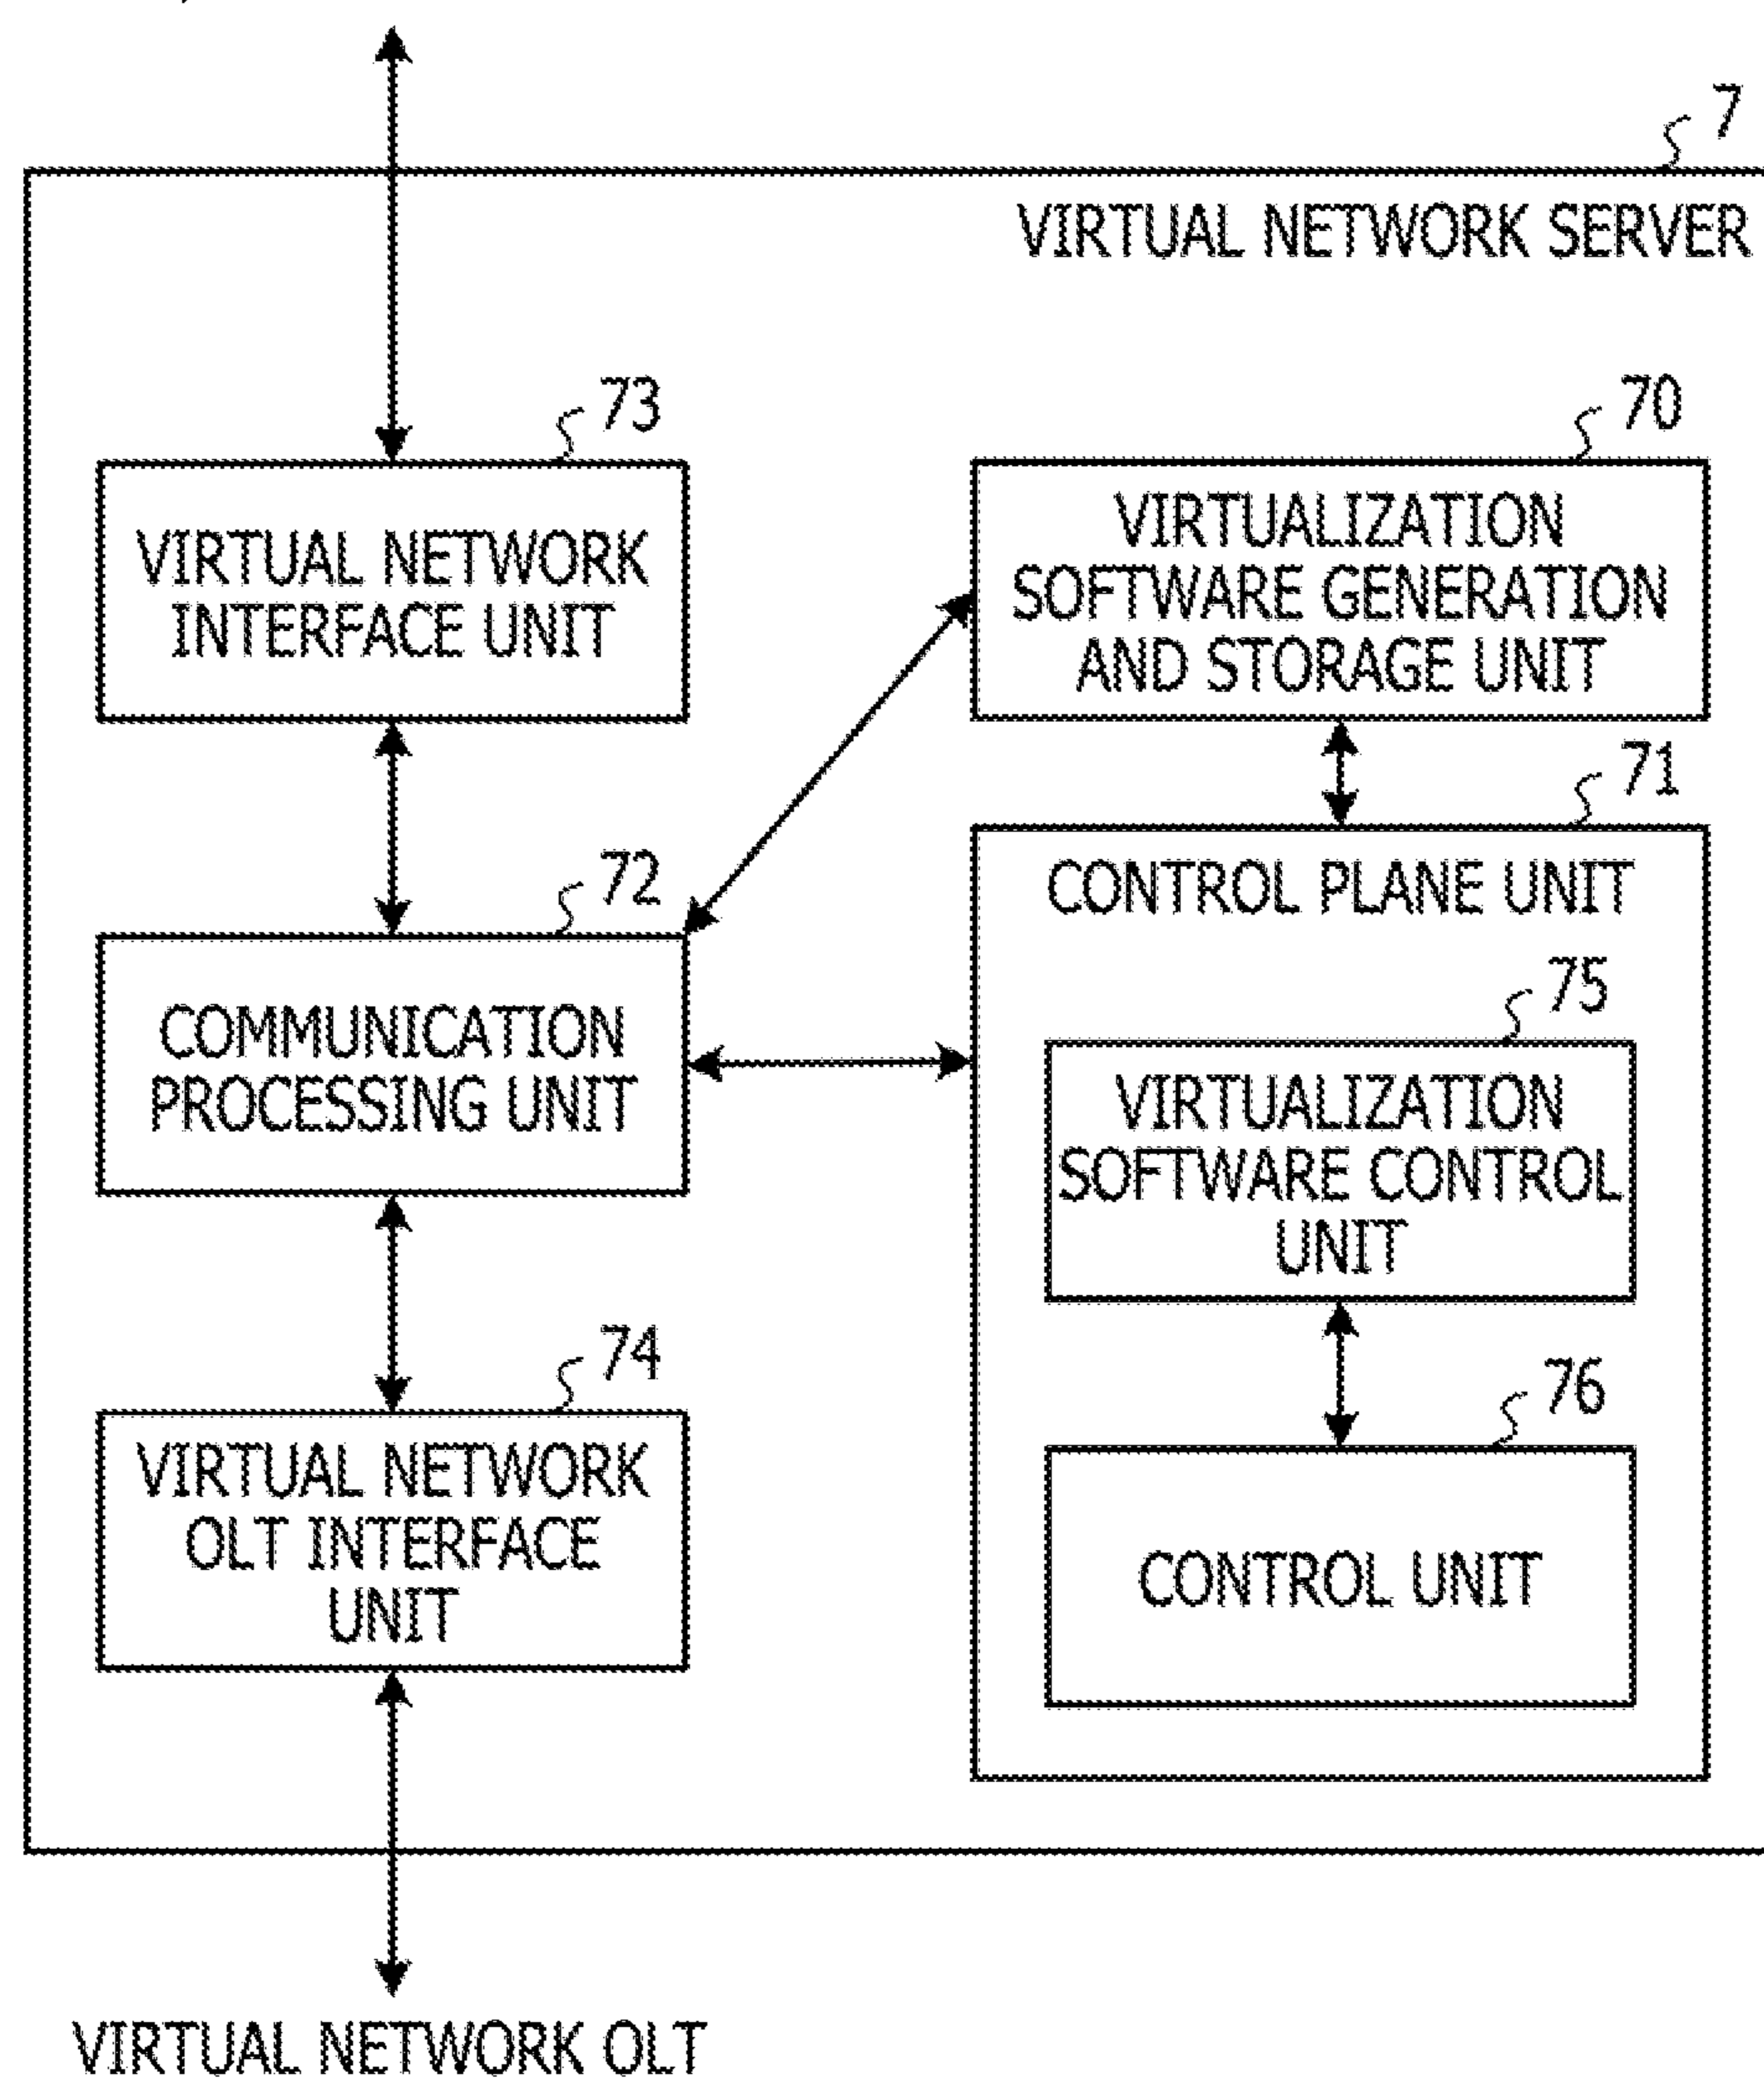 7
VIRTUAL NETWORK SERVER
73
VIRTUAL NETWORK
INTERFACE UNIT
70
VIRTUALIZATION
SOFTWARE GENERATION
AND STORAGE UNIT
72
COMMUNICATION
PROCESSING UNIT
71
CONTROL PLANE UNIT
75
VIRTUALIZATION
SOFTWARE CONTROL
UNIT
74
VIRTUAL NETWORK
OLT INTERFACE
UNIT
76
CONTROL UNIT
VIRTUAL NETWORK OLT